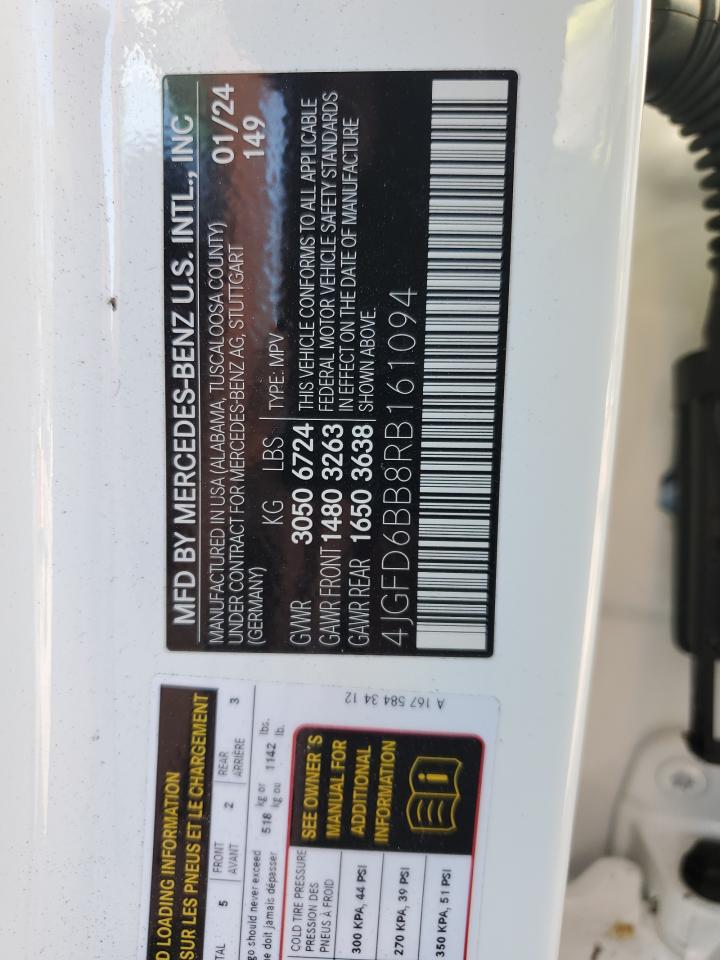 MFD BY MERCEDES-BENZ U.S. INTL., INC
MANUFACTURED IN USA (ALABAMA, TUSCALOOSA COUNTY) 01/24
UNDER CONTRACT FOR MERCEDES-BENZ AG, STUTTGART 149
(GERMANY)
KG LBS TYPE: MPV
GVWR 3050 6724 THIS VEHICLE CONFORMS TO ALL APPLICABLE
GAWR FRONT 1480 3263 FEDERAL MOTOR VEHICLE SAFETY STANDARDS
GAWR REAR 1650 3638 IN EFFECT ON THE DATE OF MANUFACTURE
SHOWN ABOVE.
4JGFD6BB8RB161094
D LOADING INFORMATION
SUR LES PNEUS ET LE CHARGEMENT
TAL 5 FRONT 2 REAR 3
AVANT ARRIÈRE
go should never exceed 518 kg or 1142 lbs.
ne doit jamais dépasser kg ou lb.
COLD TIRE PRESSURE
PRESSION DES
PNEUS À FROID
300 KPA, 44 PSI
270 KPA, 39 PSI
350 KPA, 51 PSI
SEE OWNER'S
MANUAL FOR
ADDITIONAL
INFORMATION
A 167 584 34 12